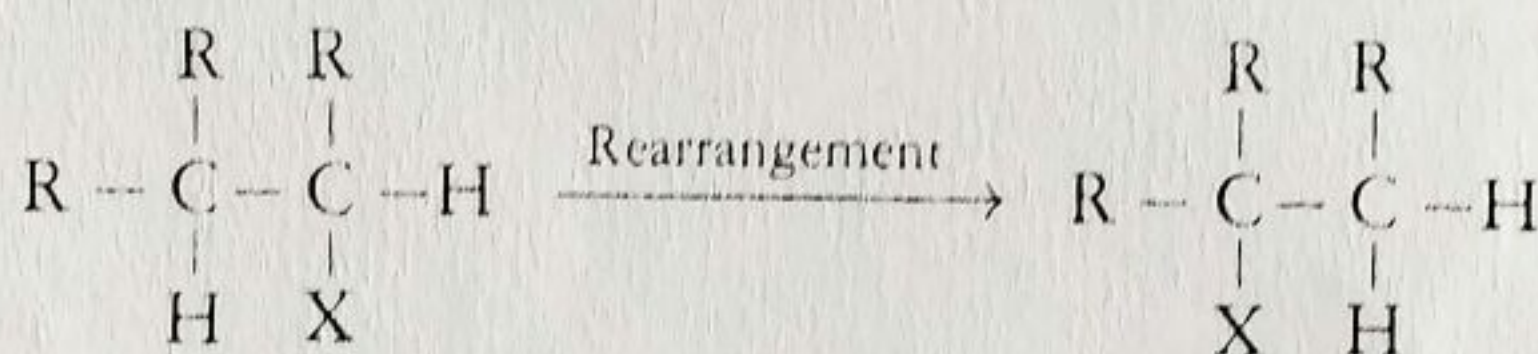 R R R R
Rearrangement
R – C – C – H ⟶ R – C – C – H
H X X H